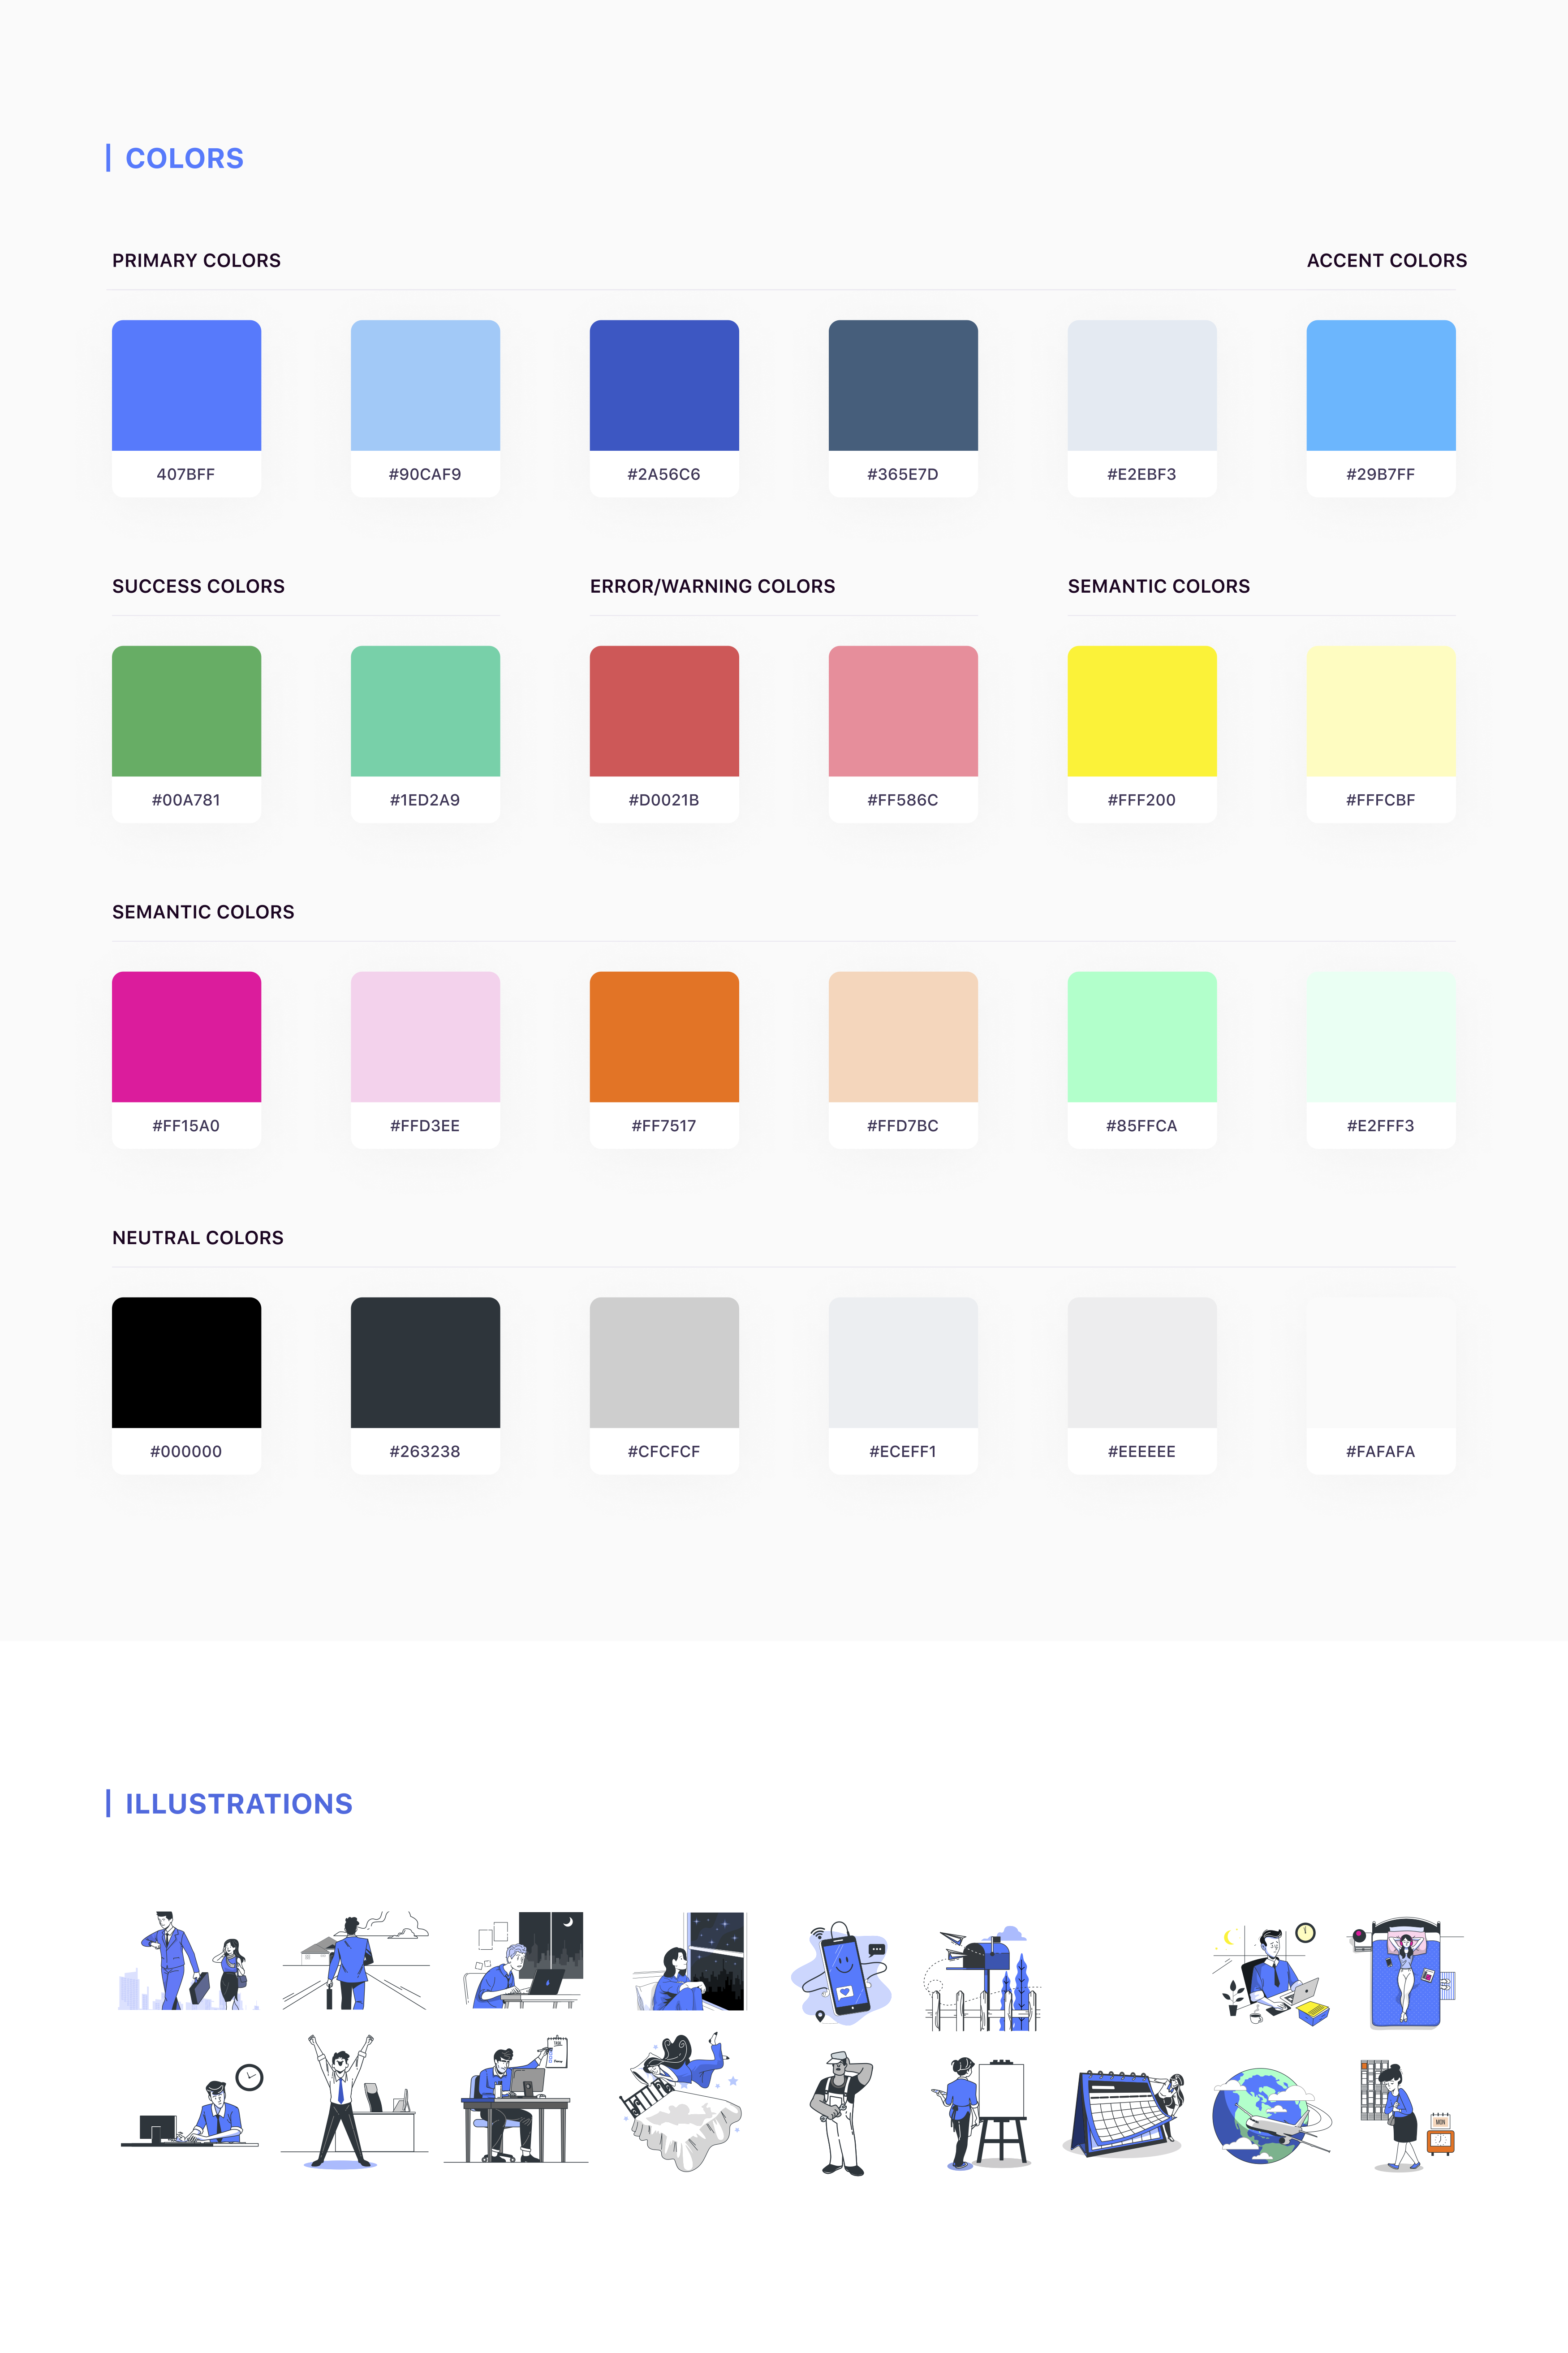 COLORS
PRIMARY COLORS
ACCENT COLORS
407BFF
#90CAF9
#2A56C6
#365E7D
#E2EBF3
#29B7FF
SUCCESS COLORS
ERROR/WARNING COLORS
SEMANTIC COLORS
#00A781
#1ED2A9
#D0021B
#FF586C
#FFF200
#FFFCBF
SEMANTIC COLORS
#FF15A0
#FFD3EE
#FF7517
#FFD7BC
#85FFCA
#E2FFF3
NEUTRAL COLORS
#000000
#263238
#CFCFCF
#ECEFF1
#EEEEEE
#FAFAFA
ILLUSTRATIONS
MON